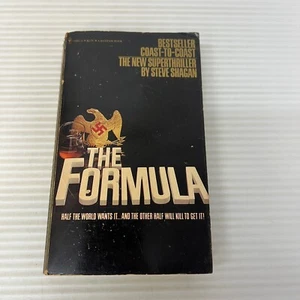 BESTSELLER
COAST-TO-COAST
THE NEW SUPERTHRILLER
BY STEVE SHAGAN
THE
FORMULA
HALF THE WORLD WANTS IT...AND THE OTHER HALF WILL KILL TO GET IT!